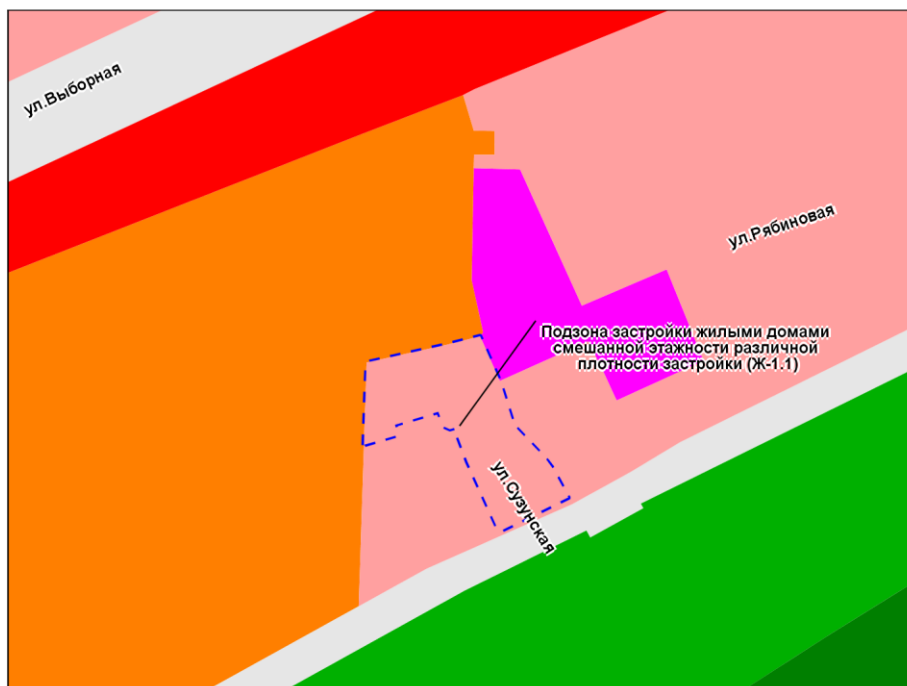 ул.Выборная
ул.Рябиновая
Подзона застройки жилыми домами
смешанной этажности различной
плотности застройки (Ж-1.1)
ул.Сузунская